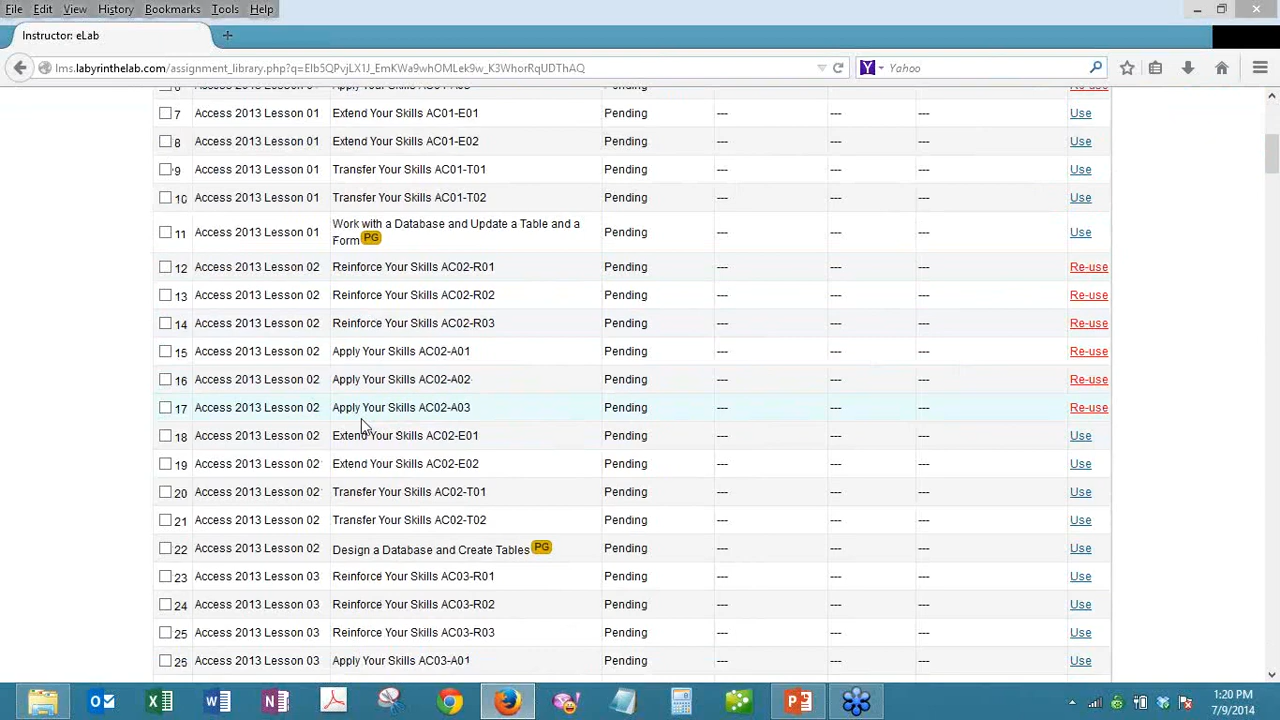 File Edit View History Bookmarks Tools Help
Instructor: eLab
lms.labyrinthelab.com/assignment_library.php?q=EIb5QPvjLX1J_EmKWa9whOMLek9w_K3WhorRqUDThAQ
Yahoo
7 Access 2013 Lesson 01 Extend Your Skills AC01-E01 Pending --- --- --- Use
8 Access 2013 Lesson 01 Extend Your Skills AC01-E02 Pending --- --- --- Use
9 Access 2013 Lesson 01 Transfer Your Skills AC01-T01 Pending --- --- --- Use
10 Access 2013 Lesson 01 Transfer Your Skills AC01-T02 Pending --- --- --- Use
Work with a Database and Update a Table and a
11 Access 2013 Lesson 01 Form PG Pending --- --- --- Use
12 Access 2013 Lesson 02 Reinforce Your Skills AC02-R01 Pending --- --- --- Re-use
13 Access 2013 Lesson 02 Reinforce Your Skills AC02-R02 Pending --- --- --- Re-use
14 Access 2013 Lesson 02 Reinforce Your Skills AC02-R03 Pending --- --- --- Re-use
15 Access 2013 Lesson 02 Apply Your Skills AC02-A01 Pending --- --- --- Re-use
16 Access 2013 Lesson 02 Apply Your Skills AC02-A02 Pending --- --- --- Re-use
17 Access 2013 Lesson 02 Apply Your Skills AC02-A03 Pending --- --- --- Re-use
18 Access 2013 Lesson 02 Extend Your Skills AC02-E01 Pending --- --- --- Use
19 Access 2013 Lesson 02 Extend Your Skills AC02-E02 Pending --- --- --- Use
20 Access 2013 Lesson 02 Transfer Your Skills AC02-T01 Pending --- --- --- Use
21 Access 2013 Lesson 02 Transfer Your Skills AC02-T02 Pending --- --- --- Use
22 Access 2013 Lesson 02 Design a Database and Create Tables PG Pending --- --- --- Use
23 Access 2013 Lesson 03 Reinforce Your Skills AC03-R01 Pending --- --- --- Use
24 Access 2013 Lesson 03 Reinforce Your Skills AC03-R02 Pending --- --- --- Use
25 Access 2013 Lesson 03 Reinforce Your Skills AC03-R03 Pending --- --- --- Use
26 Access 2013 Lesson 03 Apply Your Skills AC03-A01 Pending --- --- --- Use
1:20 PM
7/9/2014